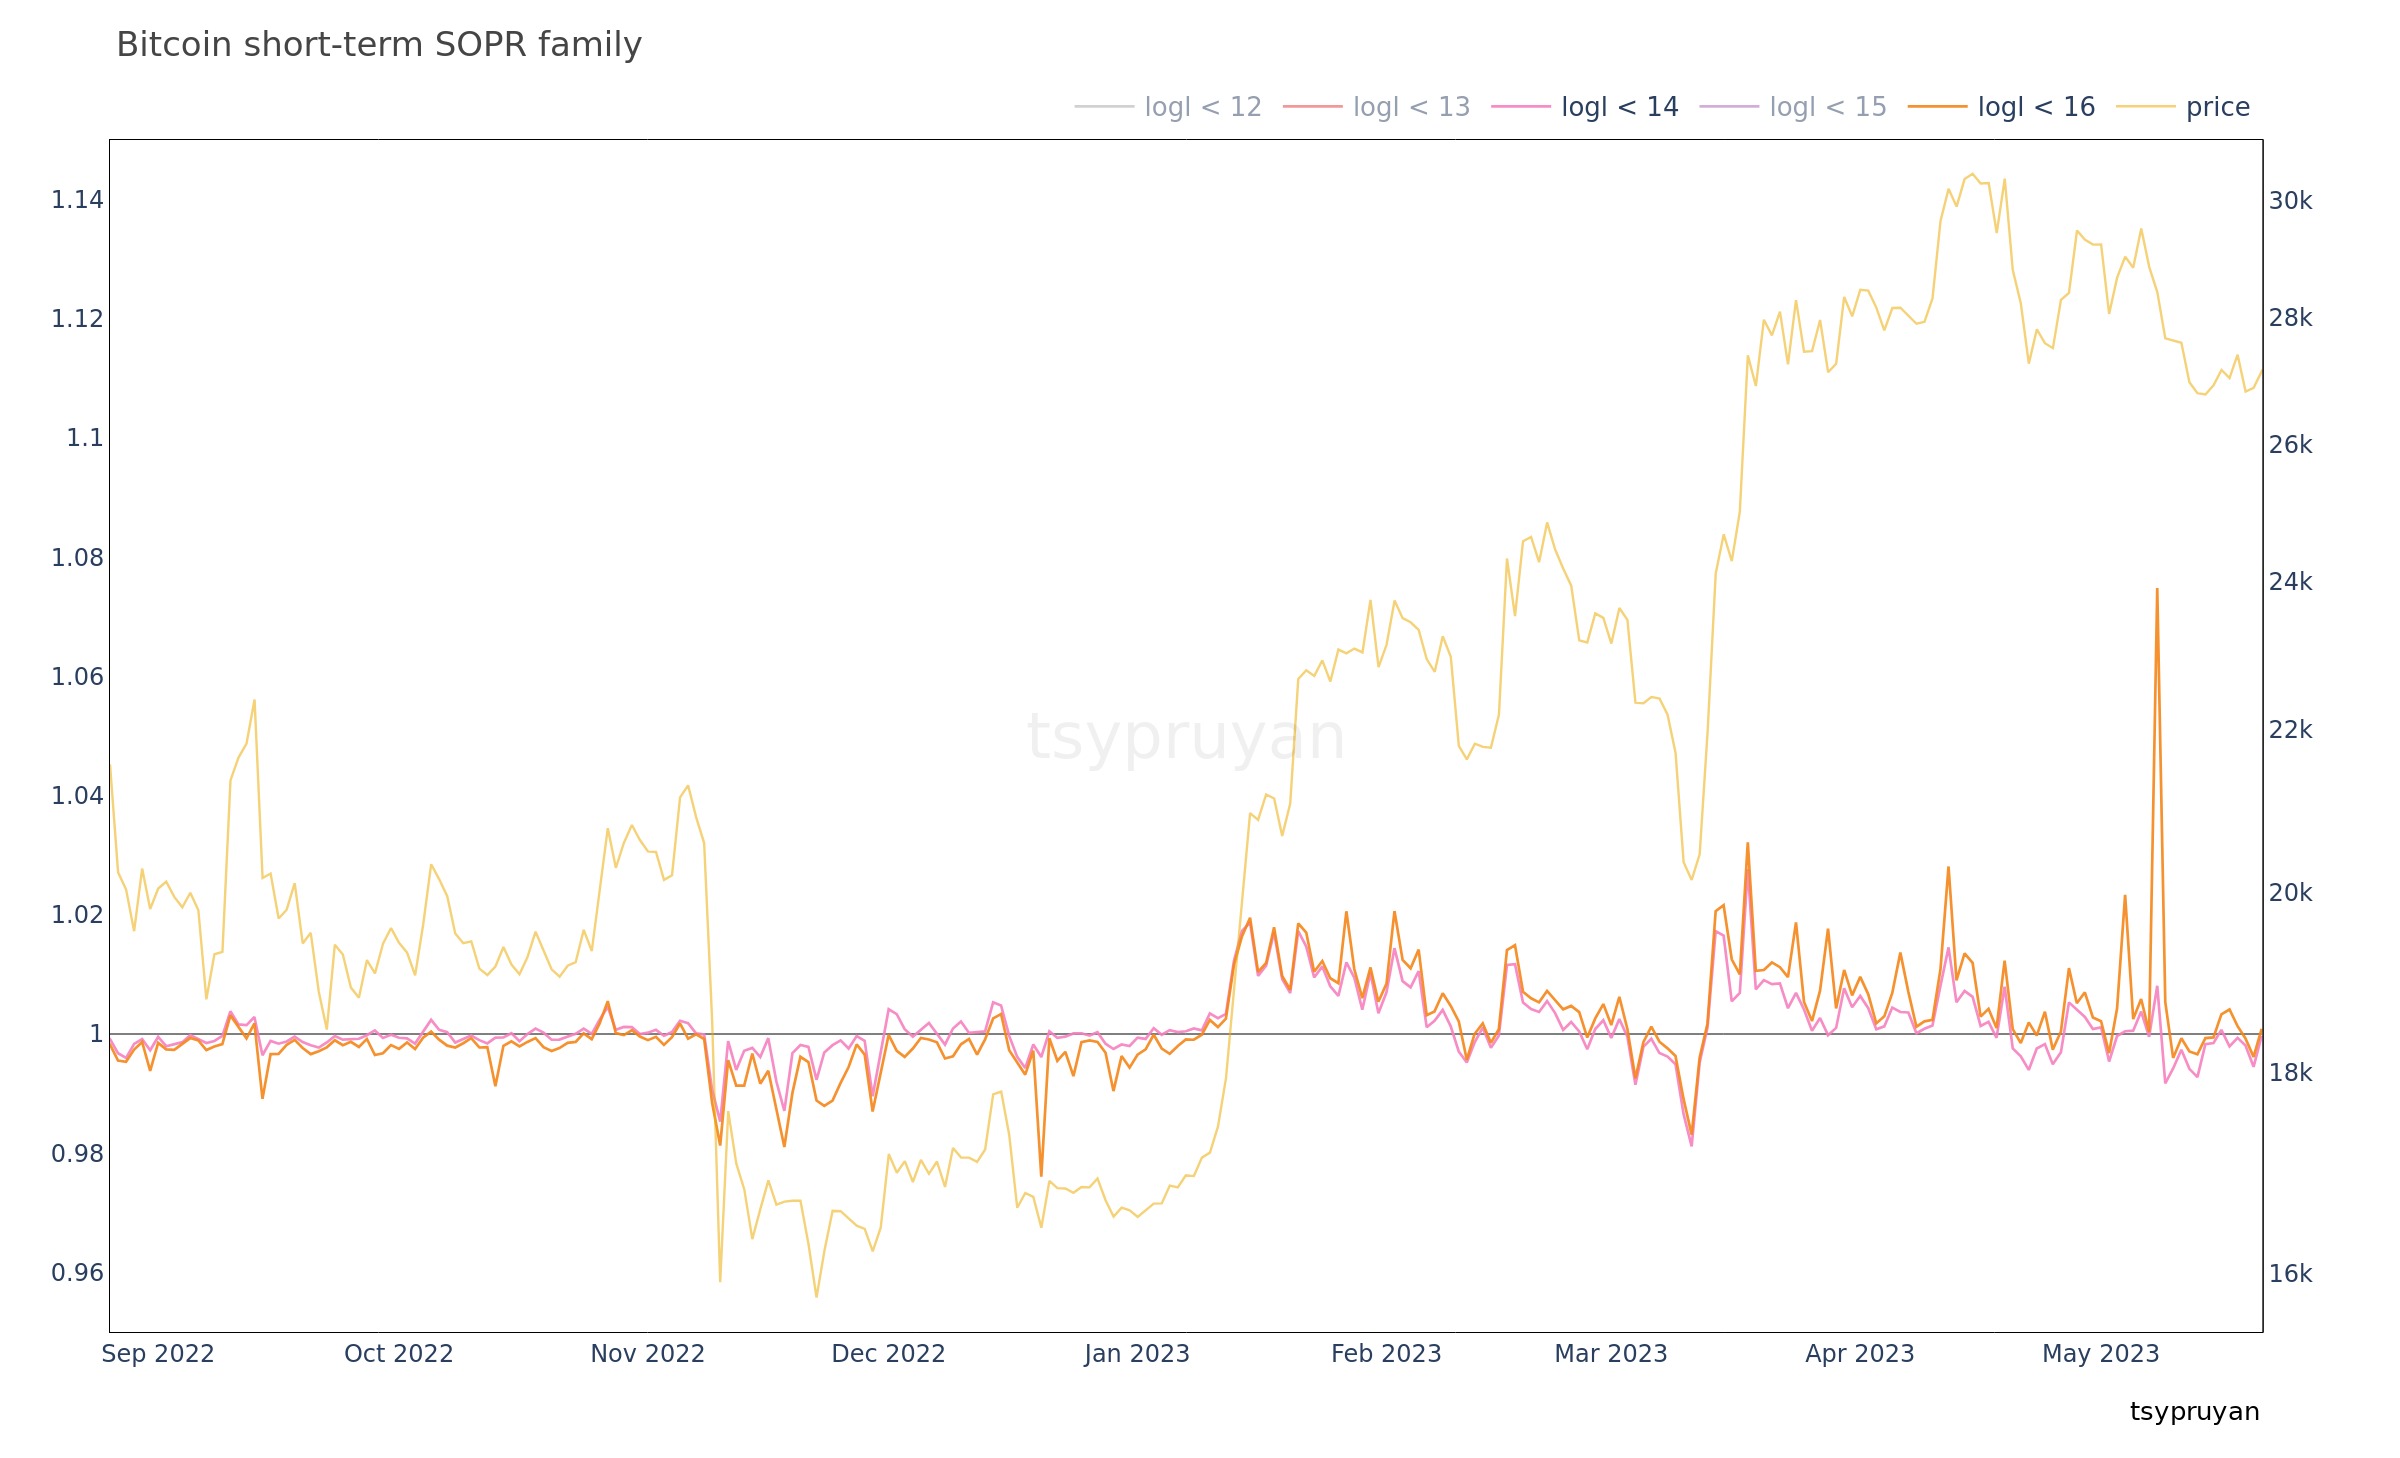 Bitcoin short-term SOPR family
logl < 12 logl < 13 logl < 14 logl < 15 logl < 16 price
1.14 30k
1.12 28k
1.1 26k
1.08 24k
1.06 22k
tsypruyan
1.04 20k
1.02 18k
1 16k
0.98
0.96
Sep 2022 Oct 2022 Nov 2022 Dec 2022 Jan 2023 Feb 2023 Mar 2023 Apr 2023 May 2023
tsypruyan